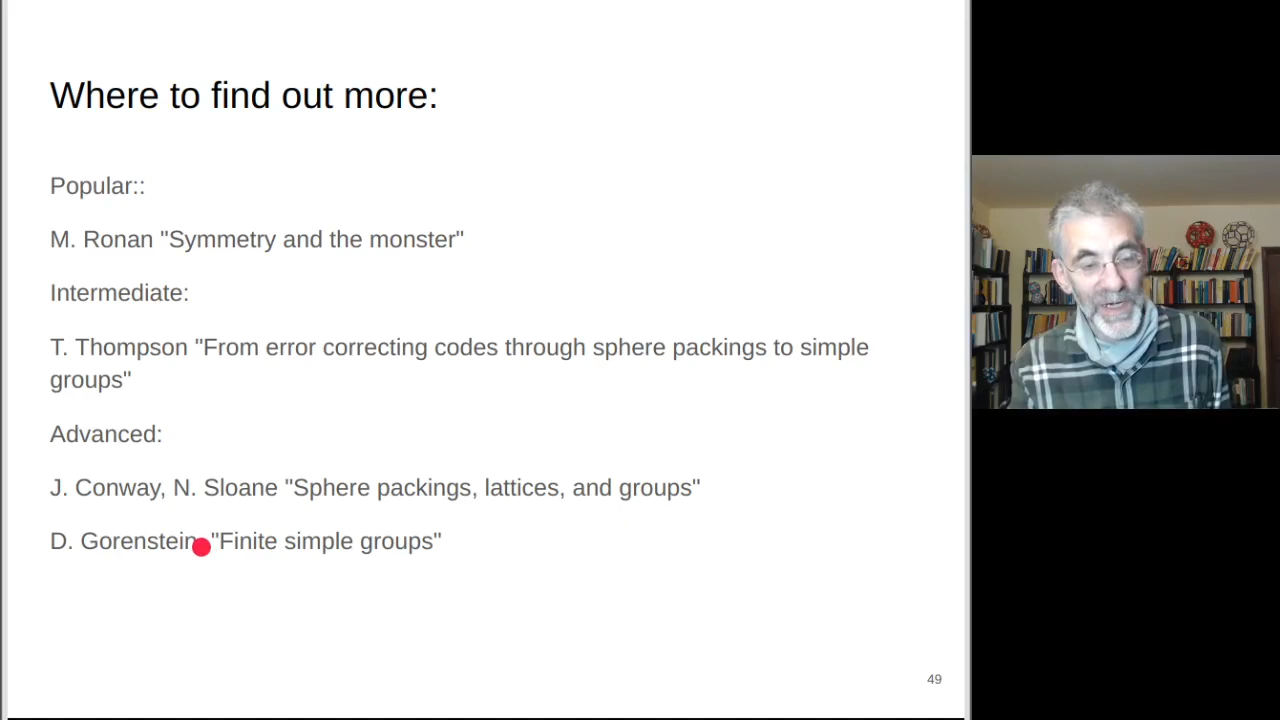 Where to find out more:
Popular::
M. Ronan "Symmetry and the monster"
Intermediate:
T. Thompson "From error correcting codes through sphere packings to simple
groups"
Advanced:
J. Conway, N. Sloane "Sphere packings, lattices, and groups"
D. Gorenstein "Finite simple groups"
49